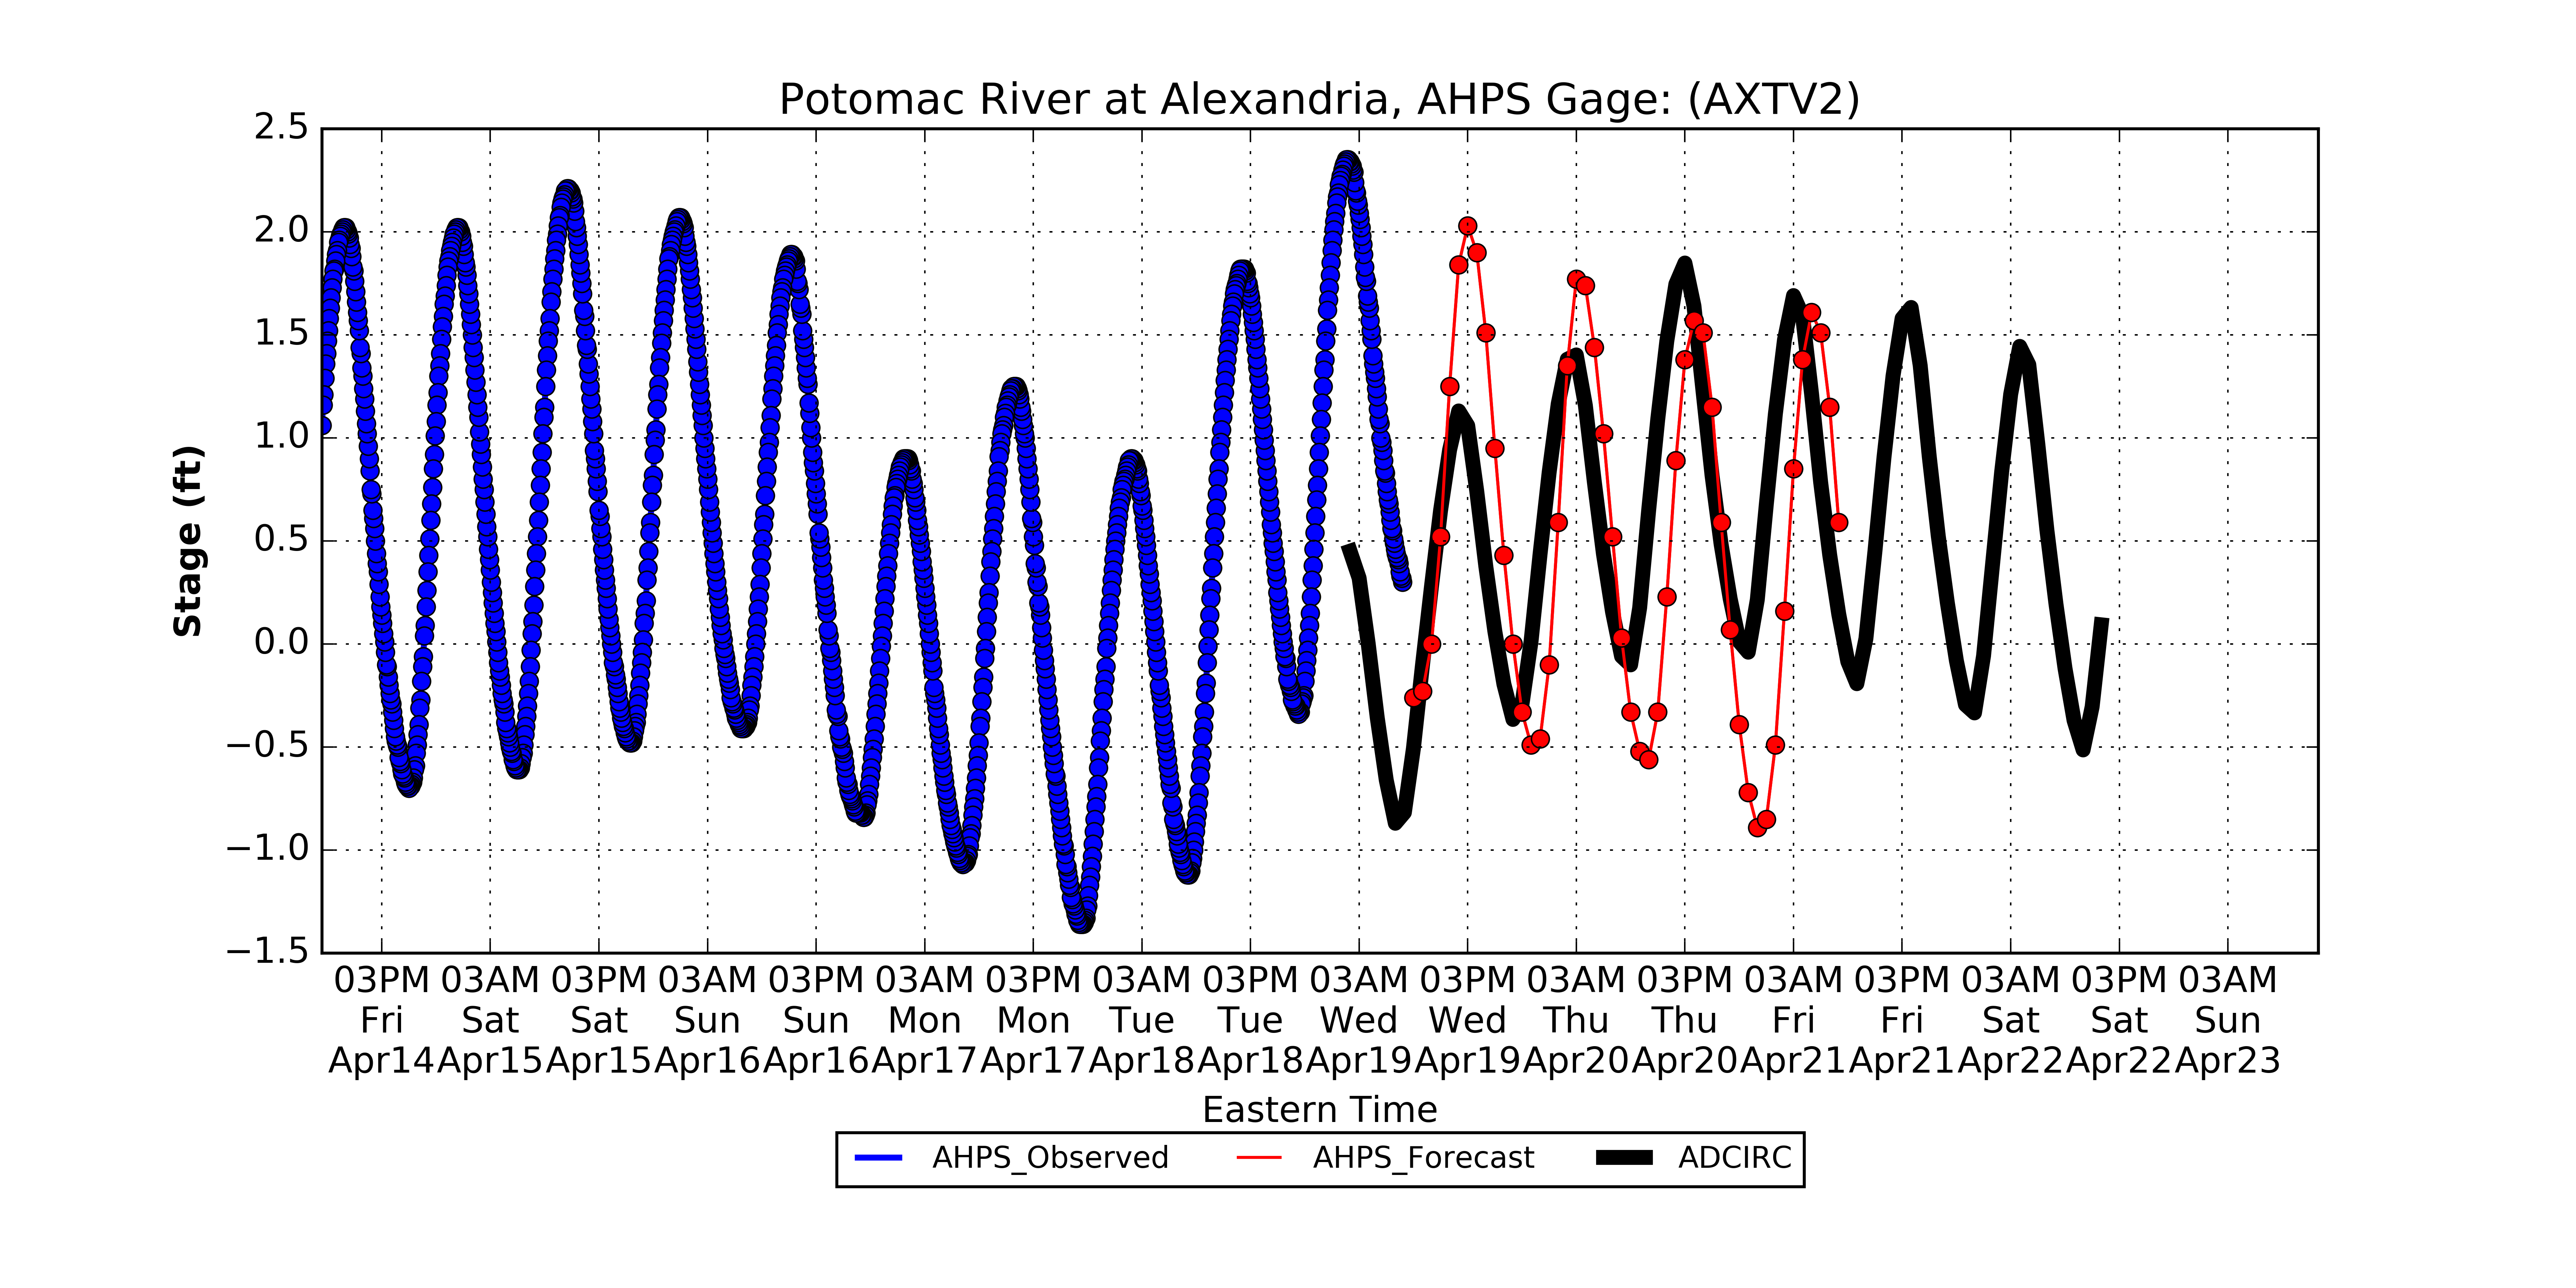 Potomac River at Alexandria, AHPS Gage: (AXTV2)
2.5
2.0
1.5
1.0
0.5
0.0
−0.5
−1.0
−1.5
Stage (ft)
03PM 03AM 03PM 03AM 03PM 03AM 03PM 03AM 03PM 03AM 03PM 03AM 03PM 03AM 03PM 03AM 03PM 03AM
Fri Sat Sat Sun Sun Mon Mon Tue Tue Wed Wed Thu Thu Fri Fri Sat Sat Sun
Apr14 Apr15 Apr15 Apr16 Apr16 Apr17 Apr17 Apr18 Apr18 Apr19 Apr19 Apr20 Apr20 Apr21 Apr21 Apr22 Apr22 Apr23
Eastern Time
AHPS_Observed AHPS_Forecast ADCIRC